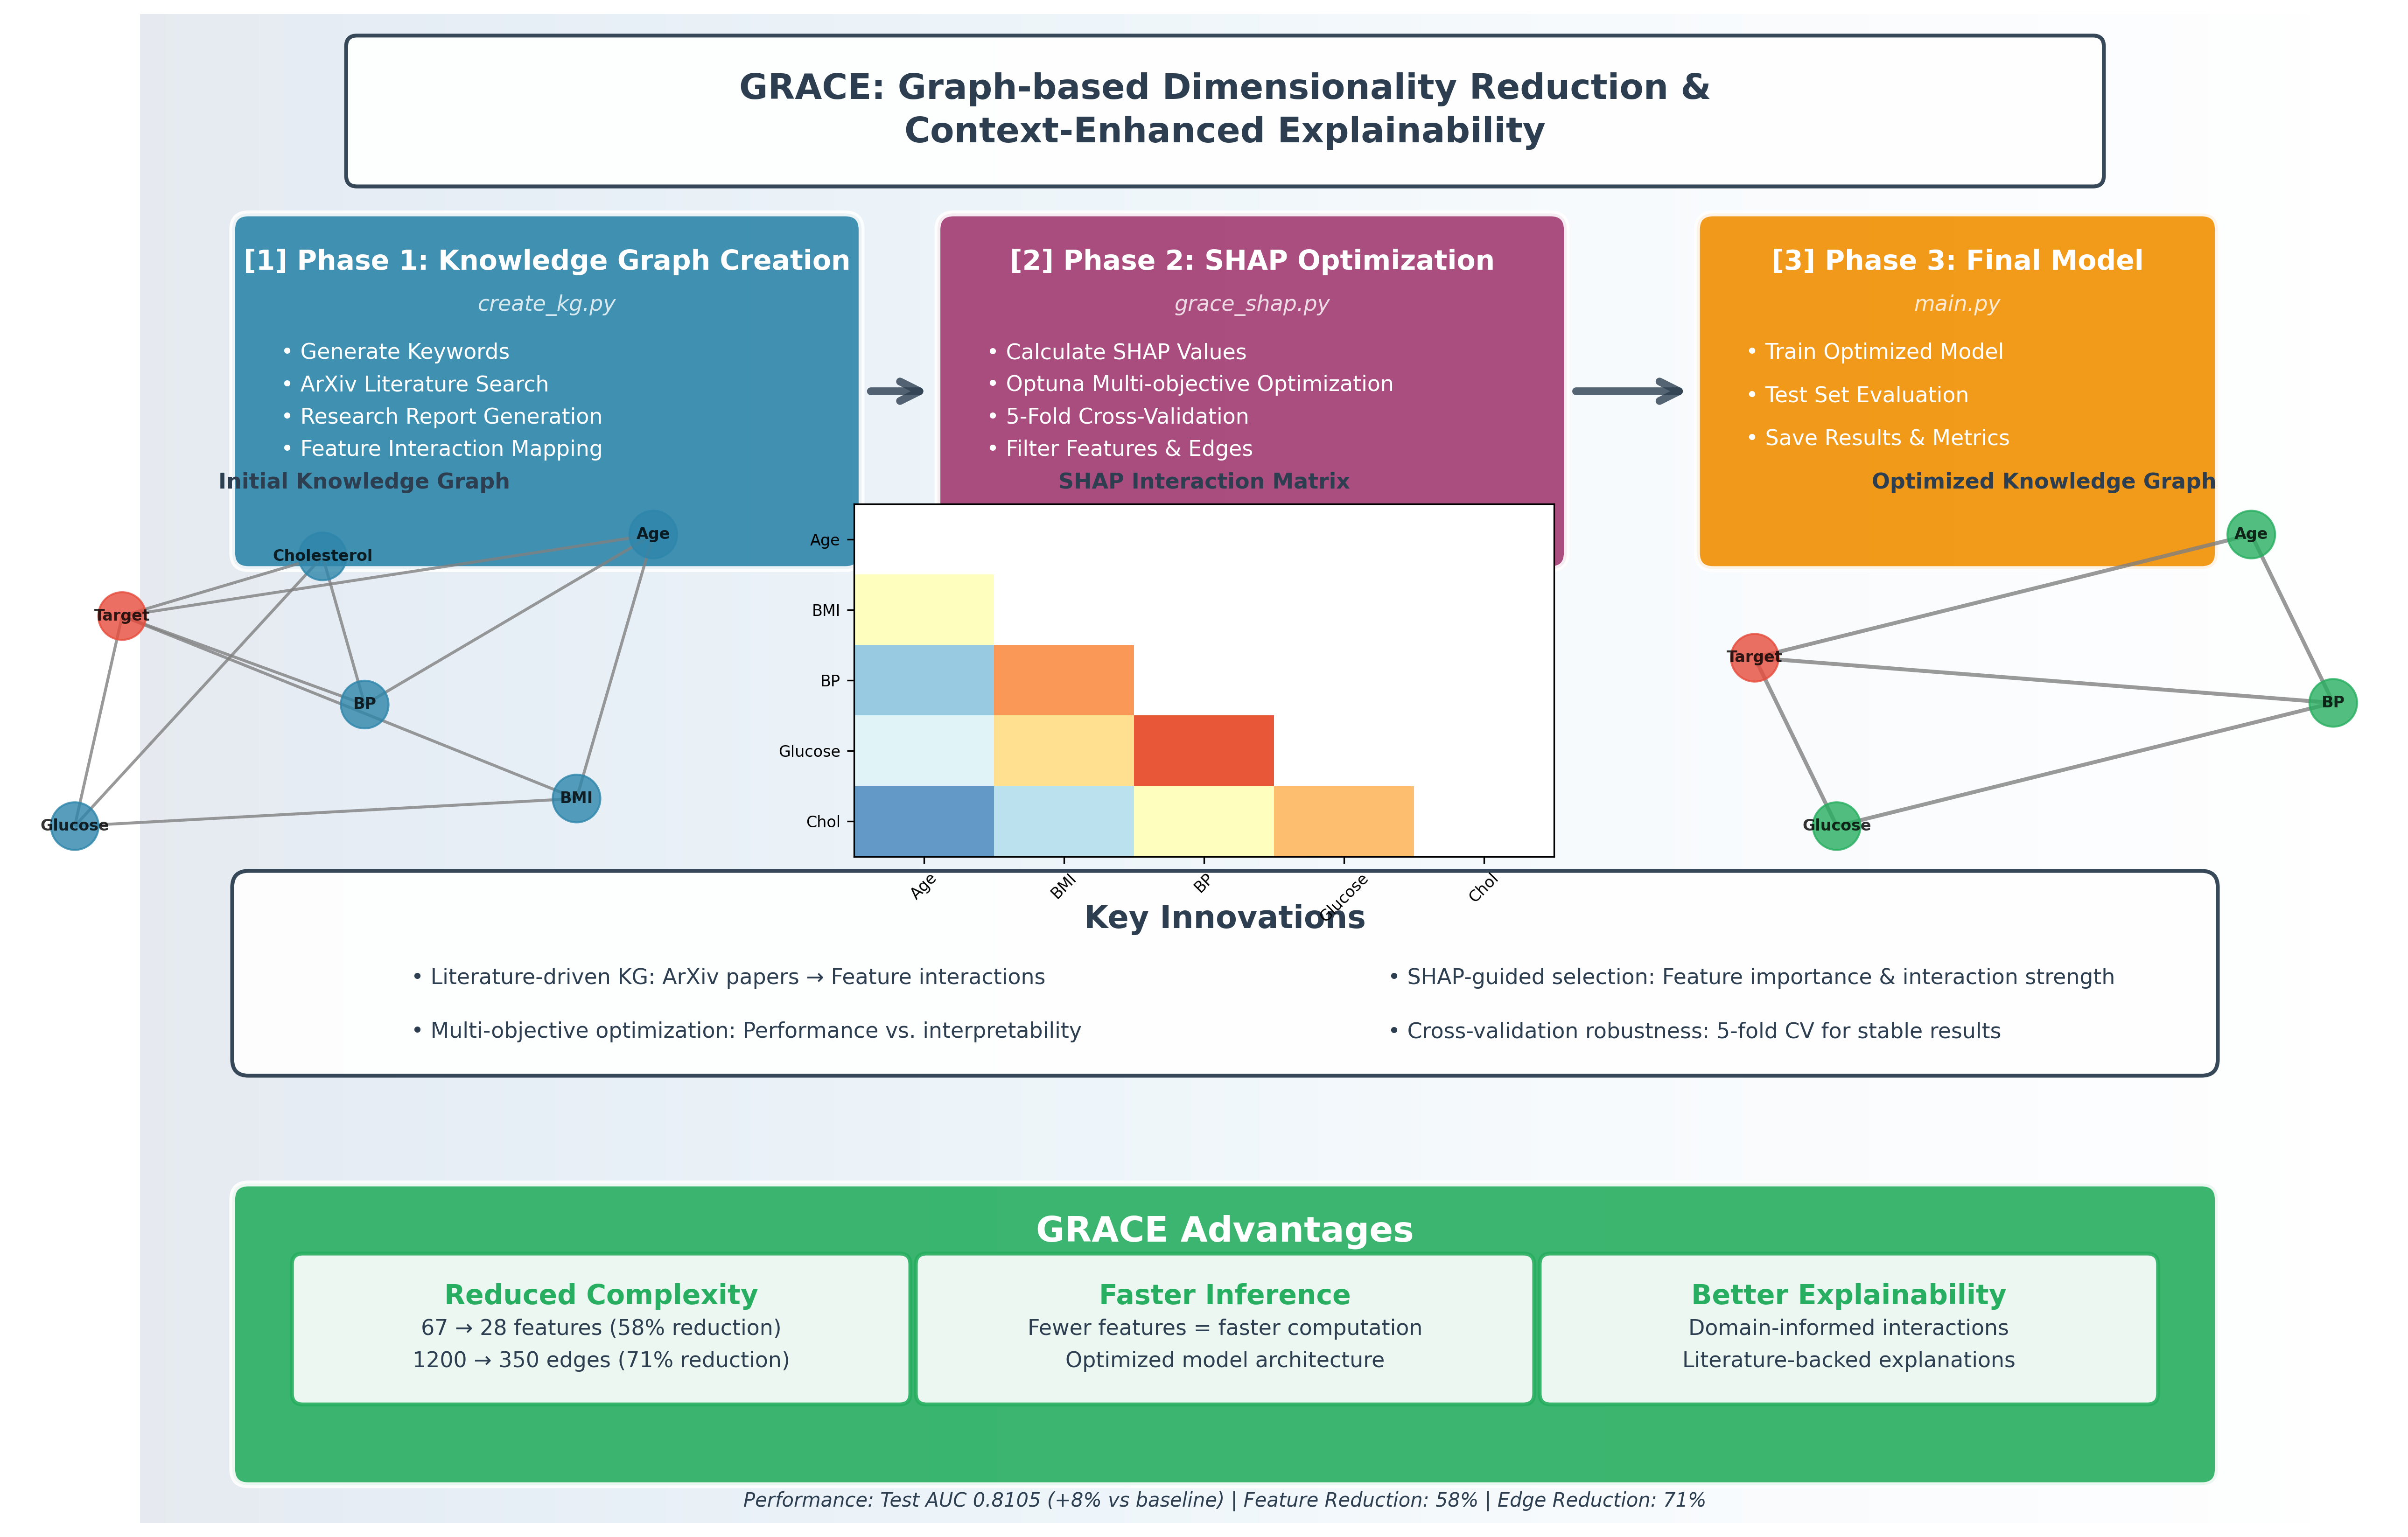 GRACE: Graph-based Dimensionality Reduction &
Context-Enhanced Explainability
[1] Phase 1: Knowledge Graph Creation
create_kg.py
• Generate Keywords
• ArXiv Literature Search
• Research Report Generation
• Feature Interaction Mapping
[2] Phase 2: SHAP Optimization
grace_shap.py
• Calculate SHAP Values
• Optuna Multi-objective Optimization
• 5-Fold Cross-Validation
• Filter Features & Edges
[3] Phase 3: Final Model
main.py
• Train Optimized Model
• Test Set Evaluation
• Save Results & Metrics
Initial Knowledge Graph
Cholesterol
Age
Target
BP
BMI
Glucose
SHAP Interaction Matrix
Age
BMI
BP
Glucose
Chol
Age
BMI
BP
Glucose
Chol
Optimized Knowledge Graph
Age
Target
BP
Glucose
Key Innovations
• Literature-driven KG: ArXiv papers → Feature interactions
• Multi-objective optimization: Performance vs. interpretability
• SHAP-guided selection: Feature importance & interaction strength
• Cross-validation robustness: 5-fold CV for stable results
GRACE Advantages
Reduced Complexity
67 → 28 features (58% reduction)
1200 → 350 edges (71% reduction)
Faster Inference
Fewer features = faster computation
Optimized model architecture
Better Explainability
Domain-informed interactions
Literature-backed explanations
Performance: Test AUC 0.8105 (+8% vs baseline) | Feature Reduction: 58% | Edge Reduction: 71%